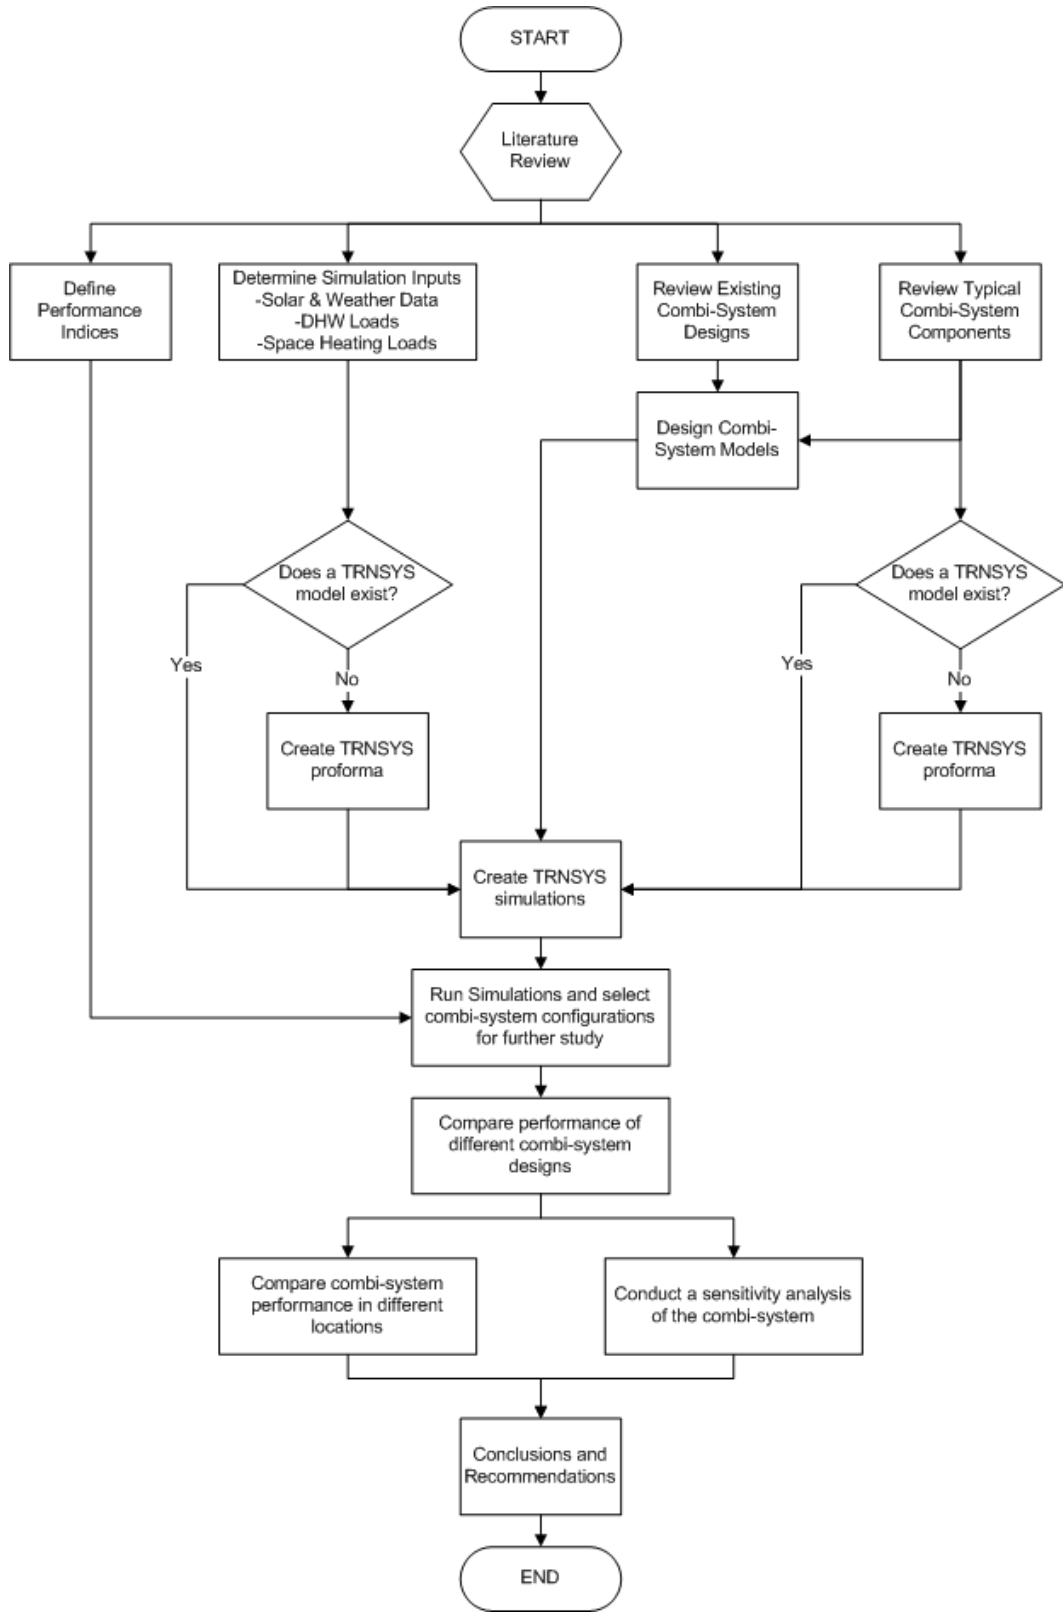 START
Literature
Review
Define
Performance
Indices
Determine Simulation Inputs
-Solar & Weather Data
-DHW Loads
-Space Heating Loads
Review Existing
Combi-System
Designs
Review Typical
Combi-System
Components
Design Combi-
System Models
Does a TRNSYS
model exist?
Does a TRNSYS
model exist?
Yes
No
Yes
No
Create TRNSYS
proforma
Create TRNSYS
proforma
Create TRNSYS
simulations
Run Simulations and select
combi-system configurations
for further study
Compare performance of
different combi-system
designs
Compare combi-system
performance in different
locations
Conduct a sensitivity analysis
of the combi-system
Conclusions and
Recommendations
END